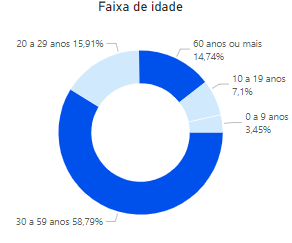 Faixa de idade
20 a 29 anos 15,91%
60 anos ou mais
14,74%
10 a 19 anos
7,1%
0 a 9 anos
3,45%
30 a 59 anos 58,79%